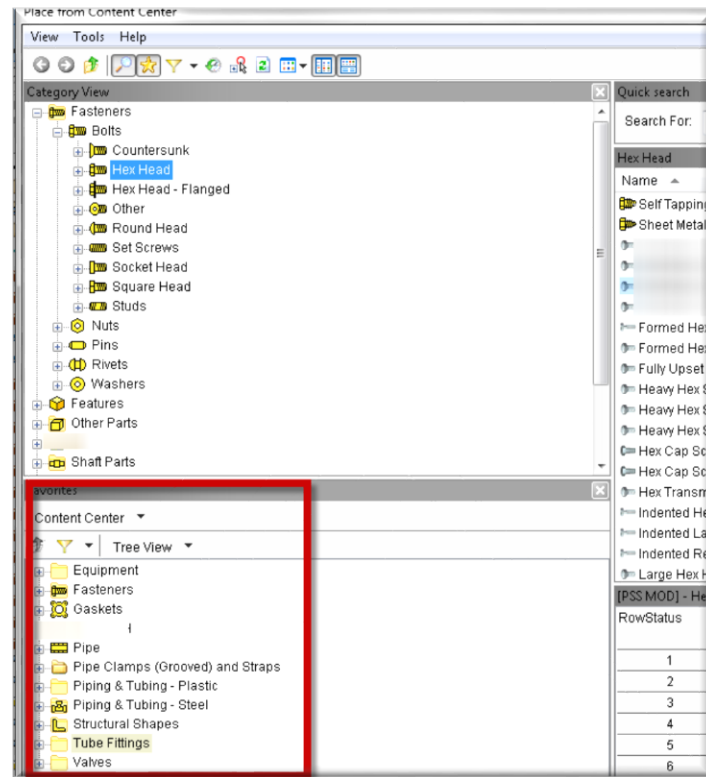 Place from Content Center
View Tools Help
Category View
Fasteners
Bolts
Countersunk
Hex Head
Hex Head - Flanged
Other
Round Head
Set Screws
Socket Head
Square Head
Studs
Nuts
Pins
Rivets
Washers
Features
Other Parts
Shaft Parts
Favorites
Content Center
Tree View
Equipment
Fasteners
Gaskets
Pipe
Pipe Clamps (Grooved) and Straps
Piping & Tubing - Plastic
Piping & Tubing - Steel
Structural Shapes
Tube Fittings
Valves
Quick search
Search For:
Hex Head
Name
Self Tapping
Sheet Metal
Formed He
Formed He
Fully Upset
Heavy Hex
Heavy Hex
Heavy Hex
Hex Cap Sc
Hex Cap Sc
Hex Transm
Indented He
Indented La
Indented Re
Large Hex
[PSS MOD] - He
RowStatus
1
2
3
4
5
6